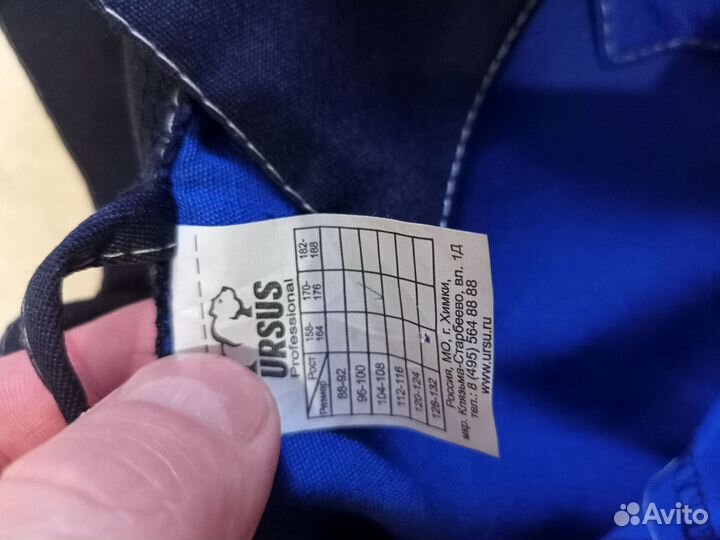 URSUS
Professional
Рост 158-164 170-176 182-188
Размер
88-92
96-100
104-108
112-116
120-124
128-132
Россия, МО, г. Химки,
мкр. Клязьма-Старбеево, вл. 1Д
тел.: 8 (495) 564 88 88
www.ursu.ru
Avito